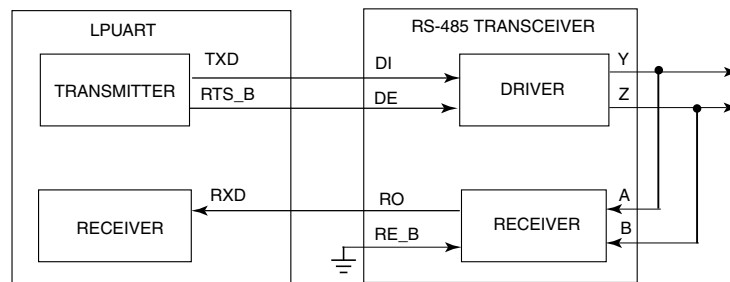 LPUART
RS-485 TRANSCEIVER
TRANSMITTER
TXD
DI
RTS_B
DE
DRIVER
Y
Z
RECEIVER
RXD
RO
RE_B
RECEIVER
A
B